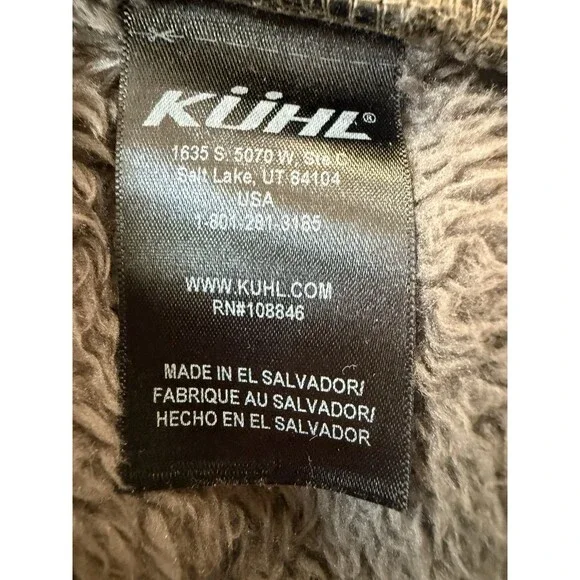 KÜHL®
1635 S. 5070 W, Ste C
Salt Lake, UT 84104
USA
1-801-281-3185
WWW.KUHL.COM
RN#108846
MADE IN EL SALVADOR/
FABRIQUE AU SALVADOR/
HECHO EN EL SALVADOR